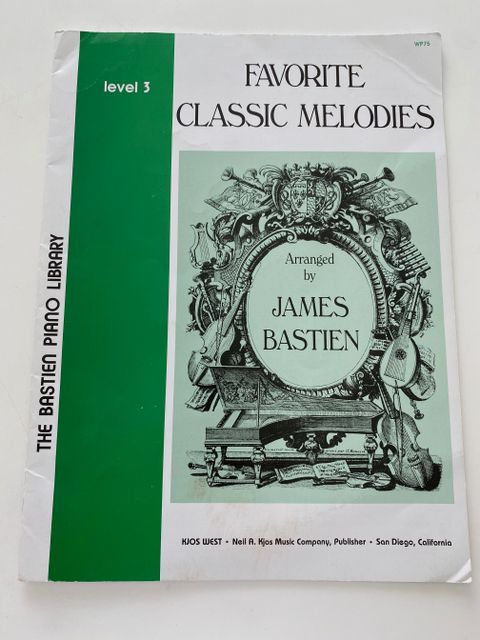 WP75
level 3
FAVORITE
CLASSIC MELODIES
THE BASTIEN PIANO LIBRARY
Arranged
by
JAMES
BASTIEN
KJOS WEST • Neil A. Kjos Music Company, Publisher • San Diego, California